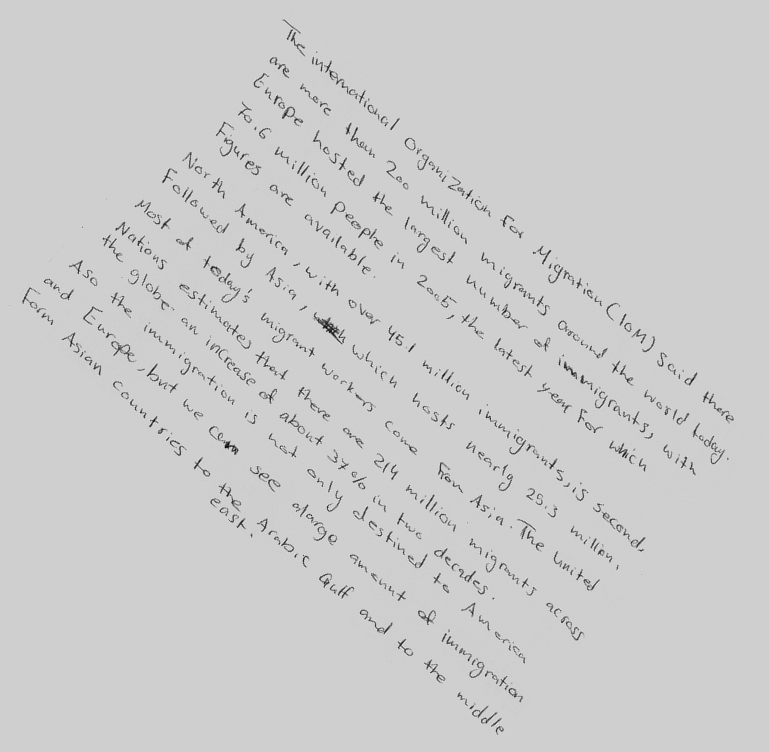 The international Organization For Migration (IOM) said there
are more than 200 million migrants around the world today.
Europe hosted the largest number of immigrants, with
70.6 million people in 2005, the latest year For which
Figures are available.
North America, with over 45.1 million immigrants, is second,
Followed by Asia, which hosts nearly 25.3 million.
Most of today's migrant workers come from Asia. The United
Nations estimates that there are 214 million migrants across
the globe, an increase of about 37% in two decades.
Aso the immigration is not only destined to America
and Europe, but we can see alarge amount of immigration
Form Asian countries to the Arabic Gulf and to the middle
east.